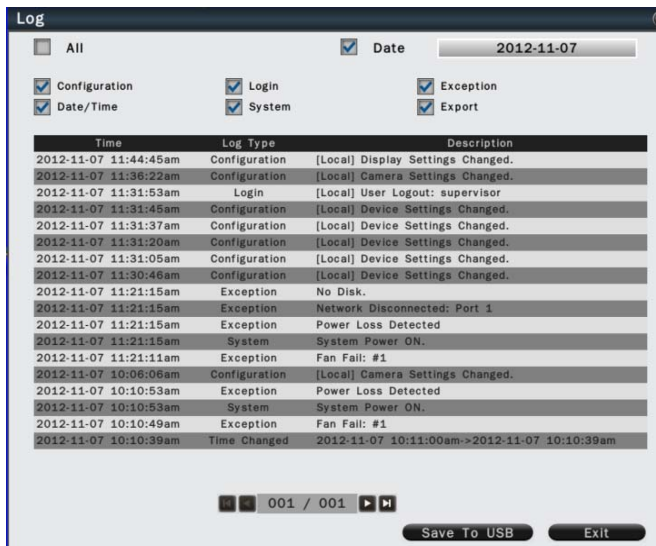 Log
All Date 2012-11-07
Configuration Login Exception
Date/Time System Export
Time Log Type Description
2012-11-07 11:44:45am Configuration [Local] Display Settings Changed.
2012-11-07 11:36:22am Configuration [Local] Camera Settings Changed.
2012-11-07 11:31:53am Login [Local] User Logout: supervisor
2012-11-07 11:31:45am Configuration [Local] Device Settings Changed.
2012-11-07 11:31:37am Configuration [Local] Device Settings Changed.
2012-11-07 11:31:20am Configuration [Local] Device Settings Changed.
2012-11-07 11:31:05am Configuration [Local] Device Settings Changed.
2012-11-07 11:30:46am Configuration [Local] Device Settings Changed.
2012-11-07 11:21:15am Exception No Disk.
2012-11-07 11:21:15am Exception Network Disconnected: Port 1
2012-11-07 11:21:15am Exception Power Loss Detected
2012-11-07 11:21:15am System System Power ON.
2012-11-07 11:21:11am Exception Fan Fail: #1
2012-11-07 10:06:06am Configuration [Local] Camera Settings Changed.
2012-11-07 10:10:53am Exception Power Loss Detected
2012-11-07 10:10:53am System System Power ON.
2012-11-07 10:10:49am Exception Fan Fail: #1
2012-11-07 10:10:39am Time Changed 2012-11-07 10:11:00am->2012-11-07 10:10:39am
001 / 001
Save To USB Exit